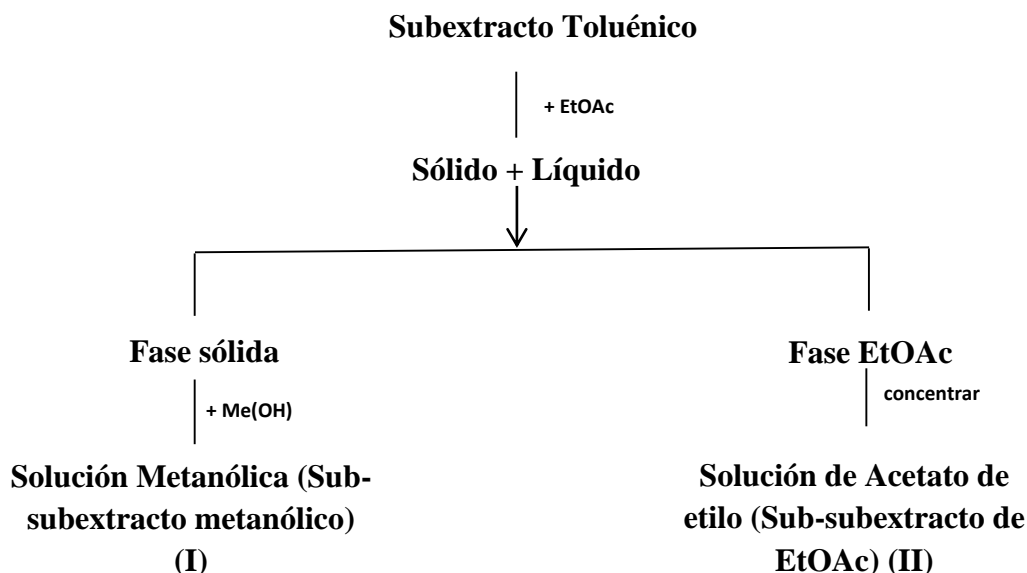 Subextracto Toluénico
+ EtOAc
Sólido + Líquido
Fase sólida
+ Me(OH)
Solución Metanólica (Sub-
subextracto metanólico)
(I)
Fase EtOAc
concentrar
Solución de Acetato de
etilo (Sub-subextracto de
EtOAc) (II)